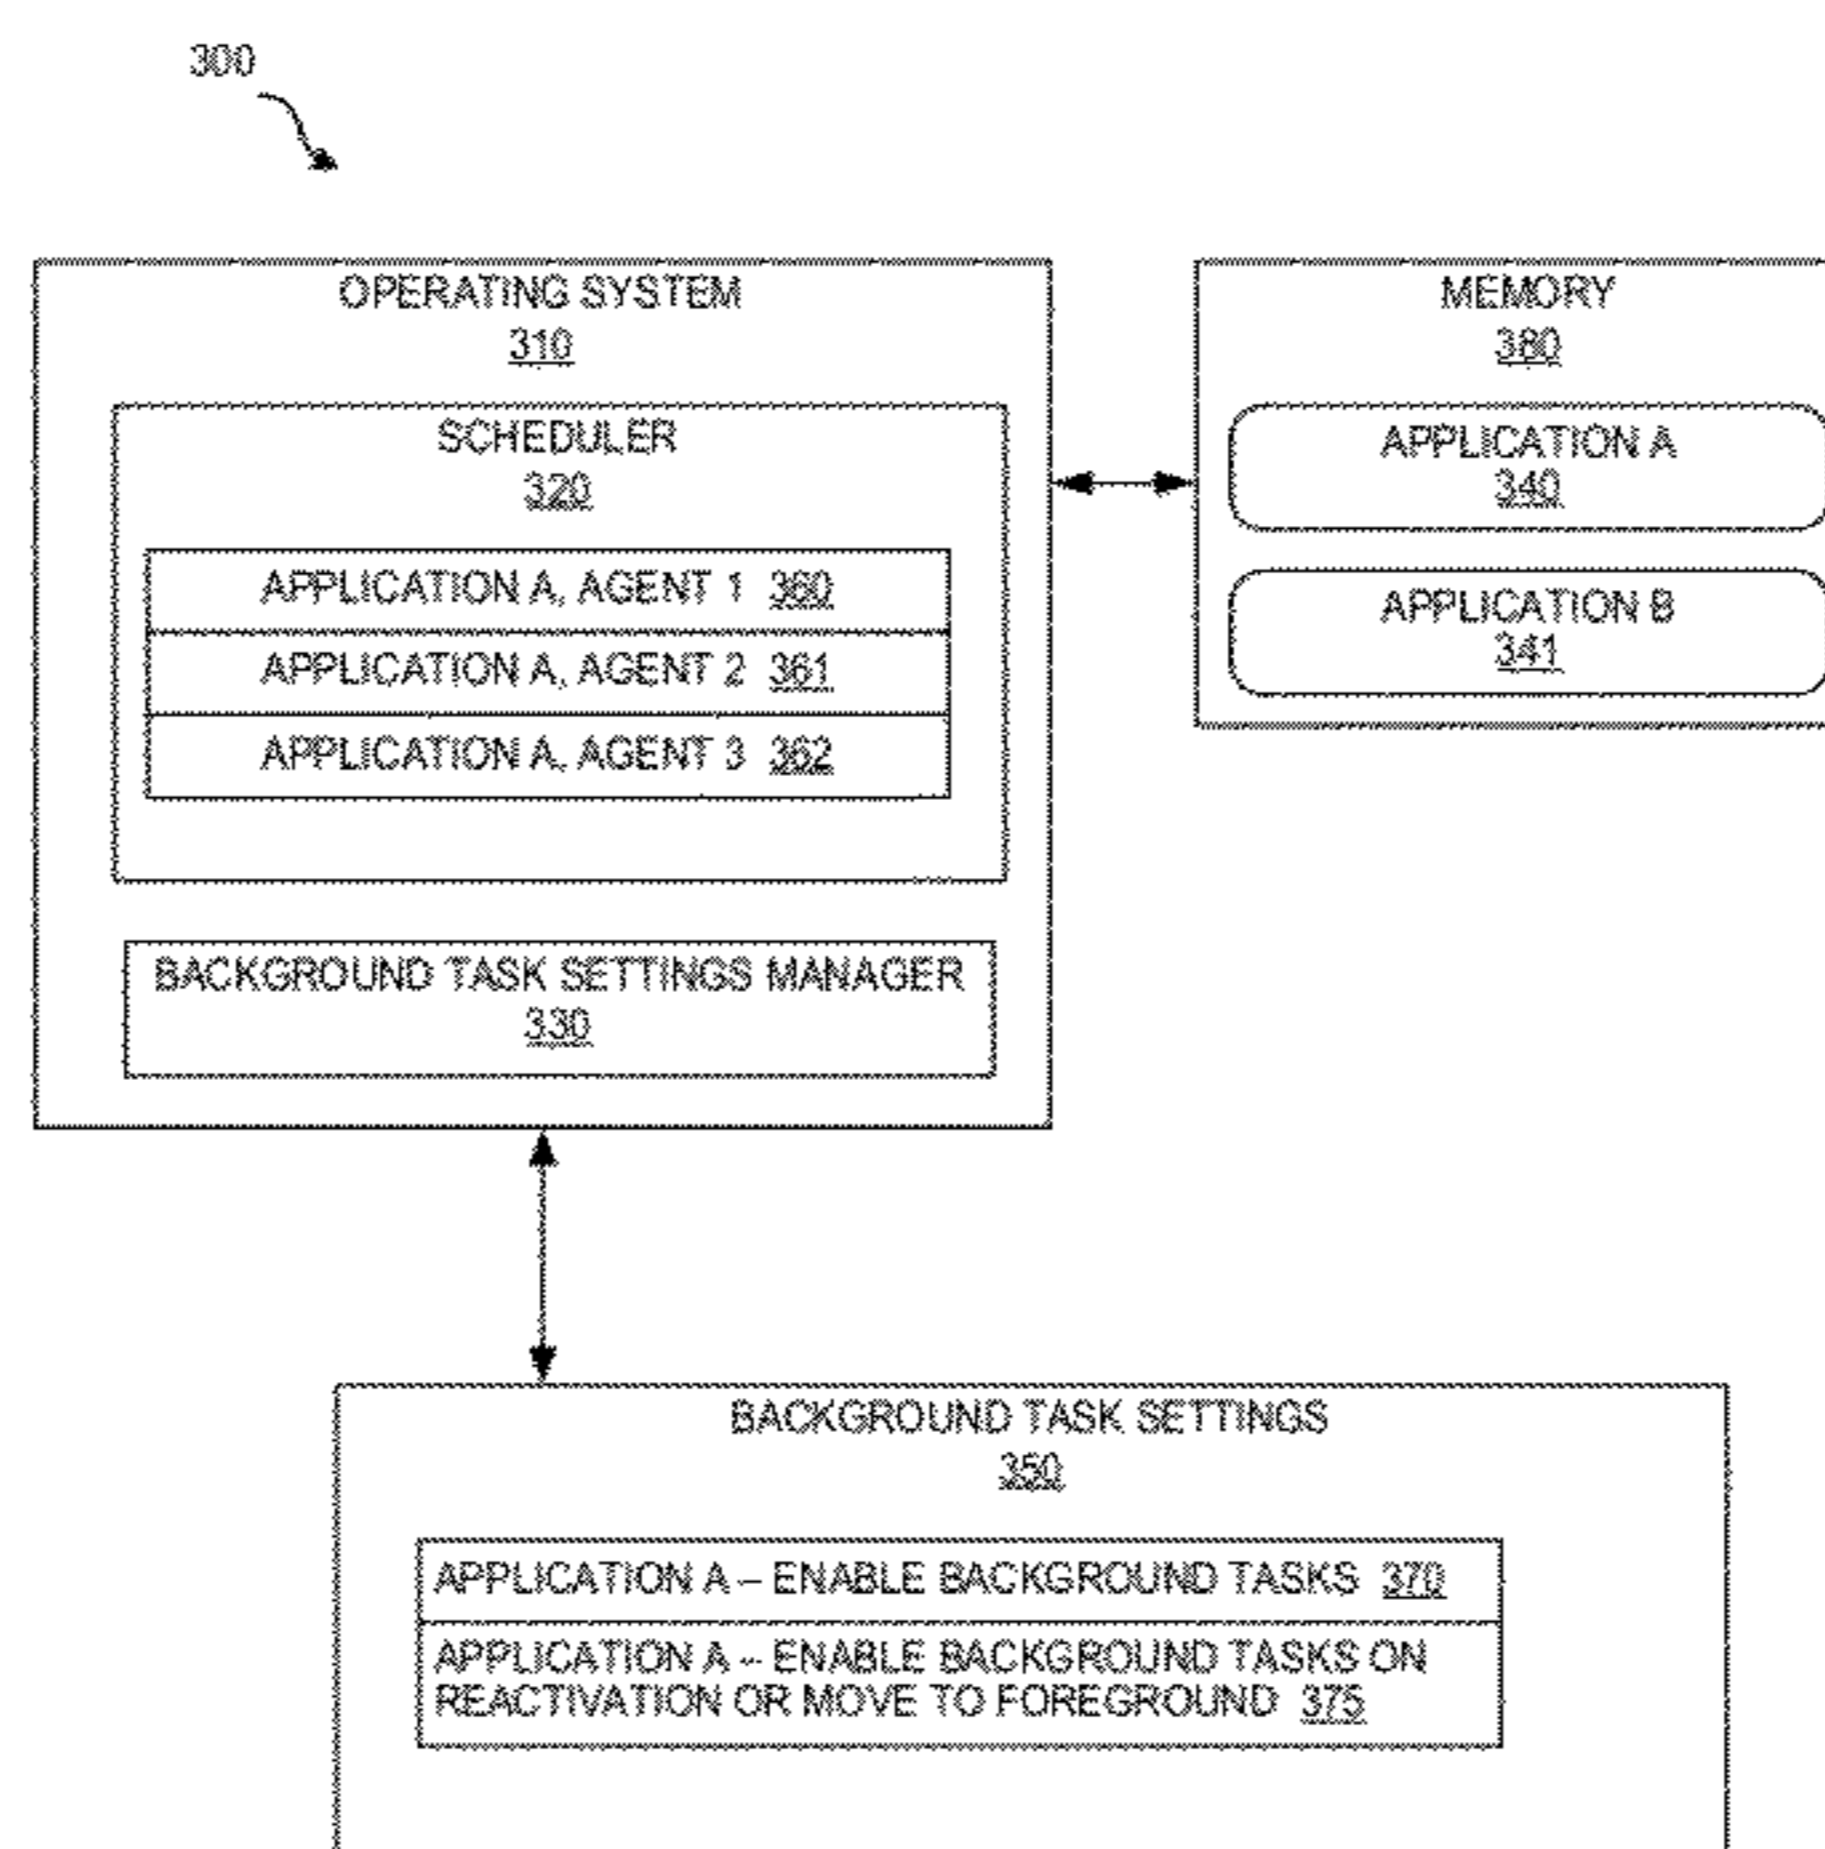 300
OPERATING SYSTEM
310
SCHEDULER
320
APPLICATION A, AGENT 1 360
APPLICATION A, AGENT 2 361
APPLICATION A, AGENT 3 362
BACKGROUND TASK SETTINGS MANAGER
330
MEMORY
380
APPLICATION A
340
APPLICATION B
341
BACKGROUND TASK SETTINGS
350
APPLICATION A – ENABLE BACKGROUND TASKS 370
APPLICATION A – ENABLE BACKGROUND TASKS ON
REACTIVATION OR MOVE TO FOREGROUND 375